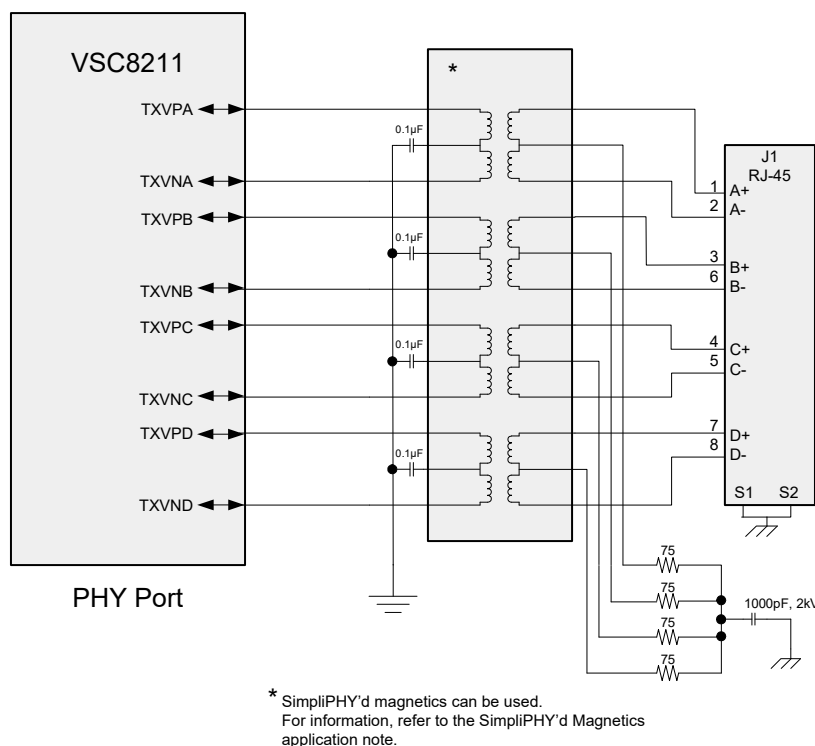 VSC8211
*
TXVPA
0.1µF
J1
RJ-45
TXVNA
1 A+
2 A-
TXVPB
0.1µF
3 B+
6 B-
TXVNB
TXVPC
0.1µF
4 C+
5 C-
TXVNC
TXVPD
7 D+
8 D-
0.1µF
TXVND
S1 S2
PHY Port
75
75
1000pF, 2kV
75
75
* SimpliPHY'd magnetics can be used.
For information, refer to the SimpliPHY'd Magnetics
application note.